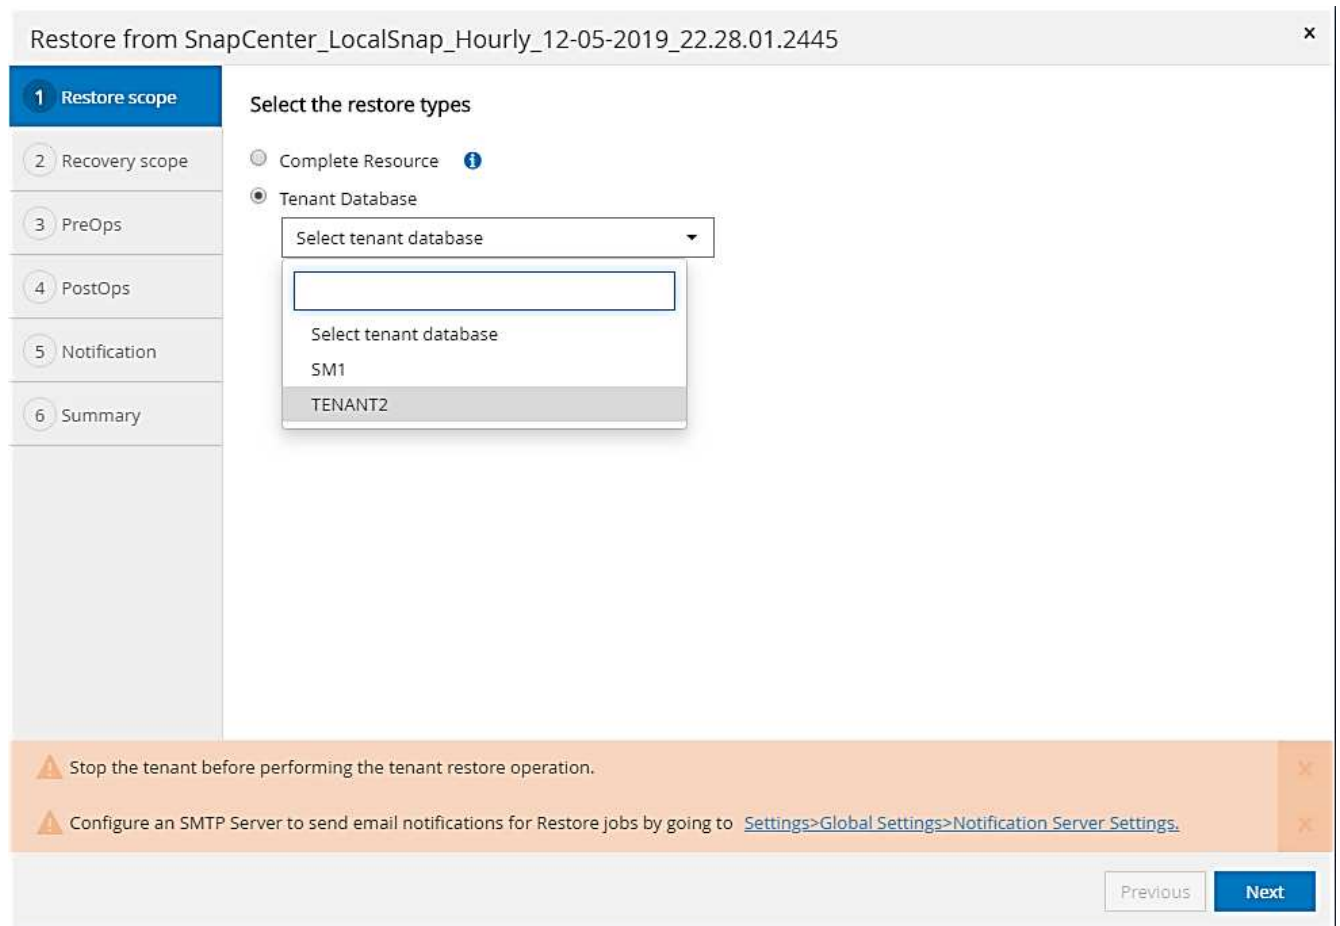 Restore from SnapCenter_LocalSnap_Hourly_12-05-2019_22.28.01.2445
x
1 Restore scope
2 Recovery scope
3 PreOps
4 PostOps
5 Notification
6 Summary
Select the restore types
Complete Resource i
Tenant Database
Select tenant database
Select tenant database
SM1
TENANT2
Stop the tenant before performing the tenant restore operation. x
Configure an SMTP Server to send email notifications for Restore jobs by going to Settings>Global Settings>Notification Server Settings. x
Previous
Next